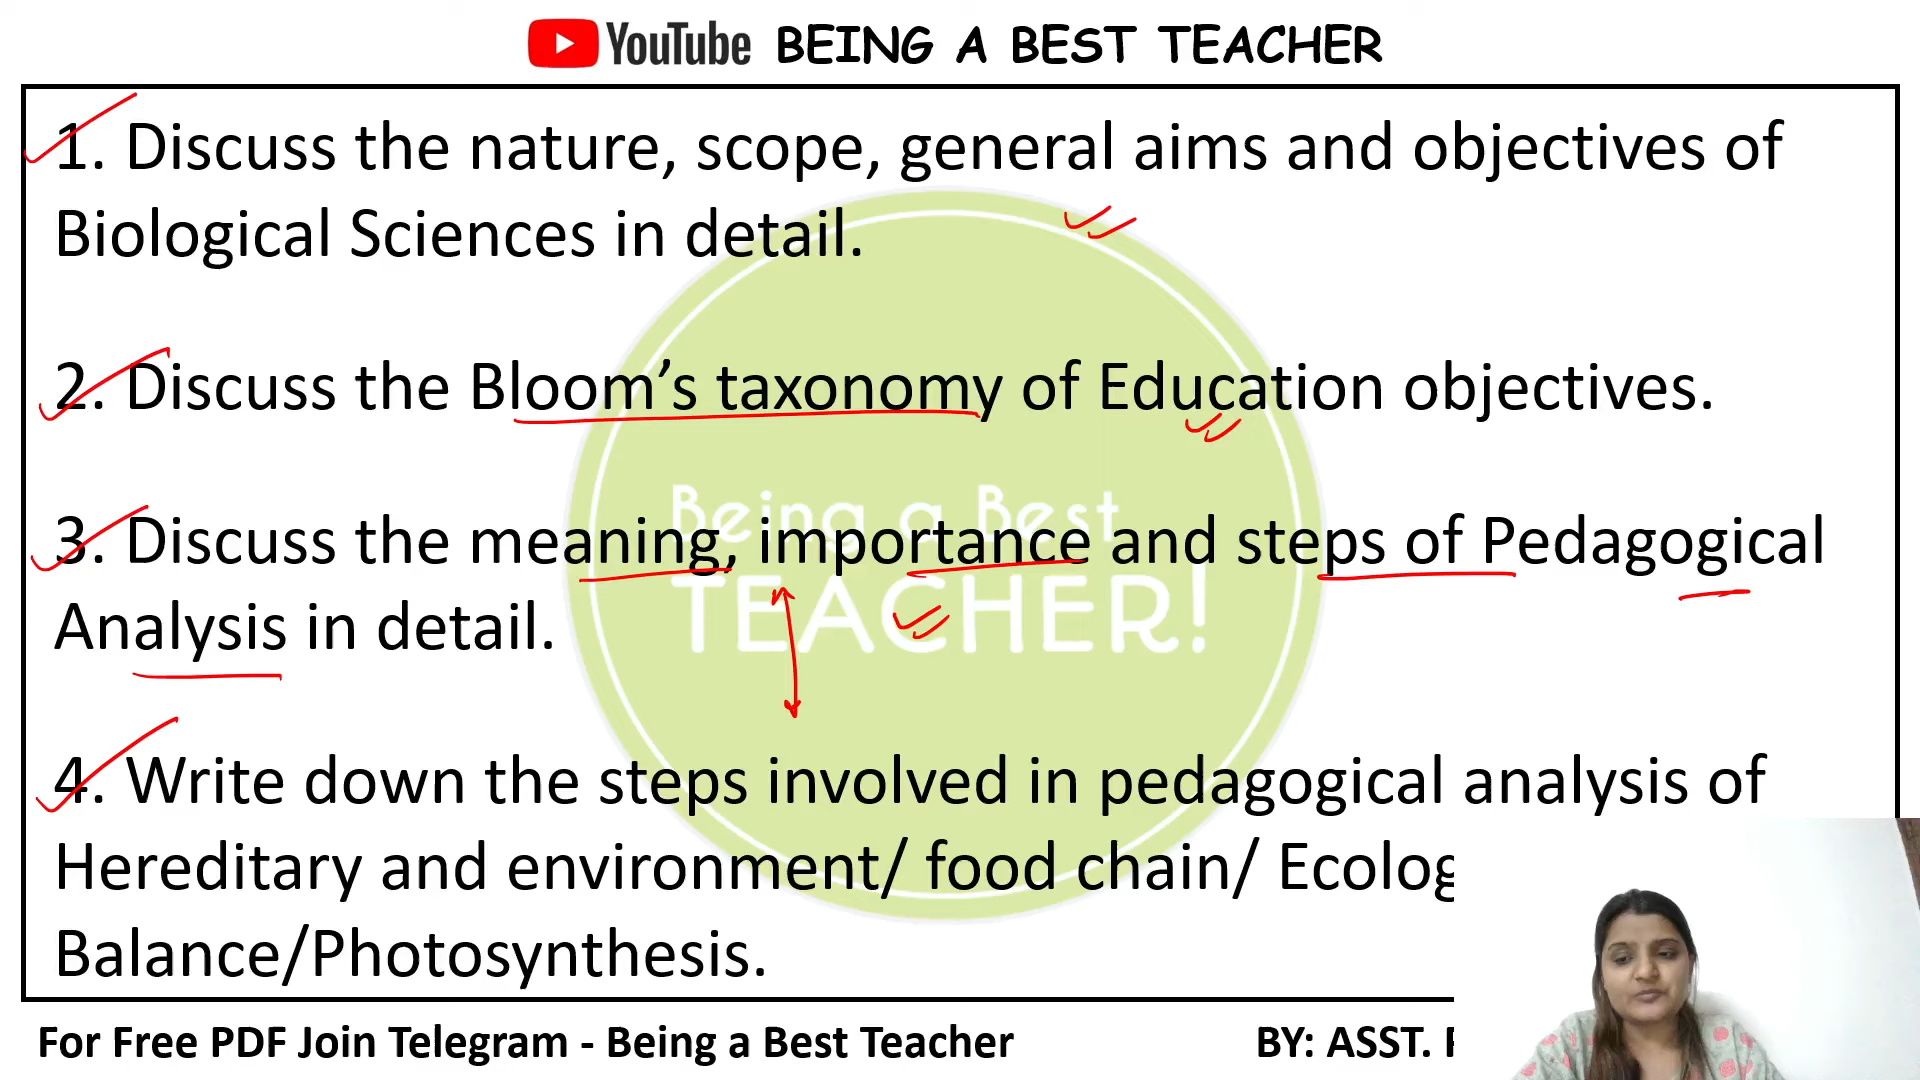 YouTube BEING A BEST TEACHER
1. Discuss the nature, scope, general aims and objectives of
Biological Sciences in detail.
2. Discuss the Bloom’s taxonomy of Education objectives.
3. Discuss the meaning, importance and steps of Pedagogical
Analysis in detail.
Being a Best
TEACHER!
4. Write down the steps involved in pedagogical analysis of
Hereditary and environment/ food chain/
Balance/Photosynthesis.
For Free PDF Join Telegram - Being a Best Teacher
BY: ASST.